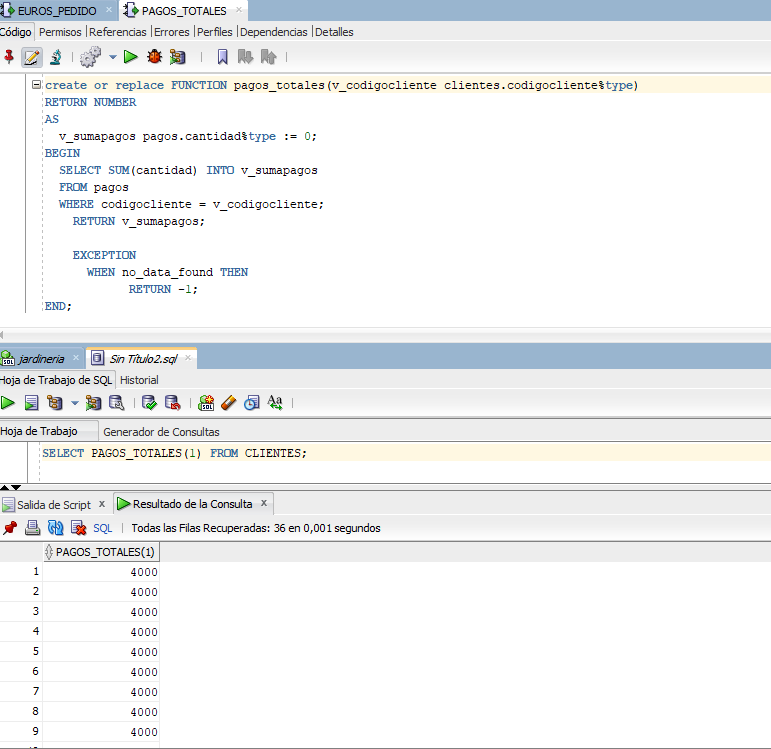 EUROS_PEDIDO × PAGOS_TOTALES ×
Código Permisos Referencias Errores Perfiles Dependencias Detalles
create or replace FUNCTION pagos_totales(v_codigocliente clientes.codigocliente%type)
RETURN NUMBER
AS
v_sumapagos pagos.cantidad%type := 0;
BEGIN
SELECT SUM(cantidad) INTO v_sumapagos
FROM pagos
WHERE codigocliente = v_codigocliente;
RETURN v_sumapagos;
EXCEPTION
WHEN no_data_found THEN
RETURN -1;
END;
jardineria × Sin Título2.sql ×
Hoja de Trabajo de SQL Historial
SQL Aa
Hoja de Trabajo Generador de Consultas
SELECT PAGOS_TOTALES(1) FROM CLIENTES;
Salida de Script x Resultado de la Consulta x
SQL Todas las Filas Recuperadas: 36 en 0,001 segundos
PAGOS_TOTALES(1)
1 4000
2 4000
3 4000
4 4000
5 4000
6 4000
7 4000
8 4000
9 4000